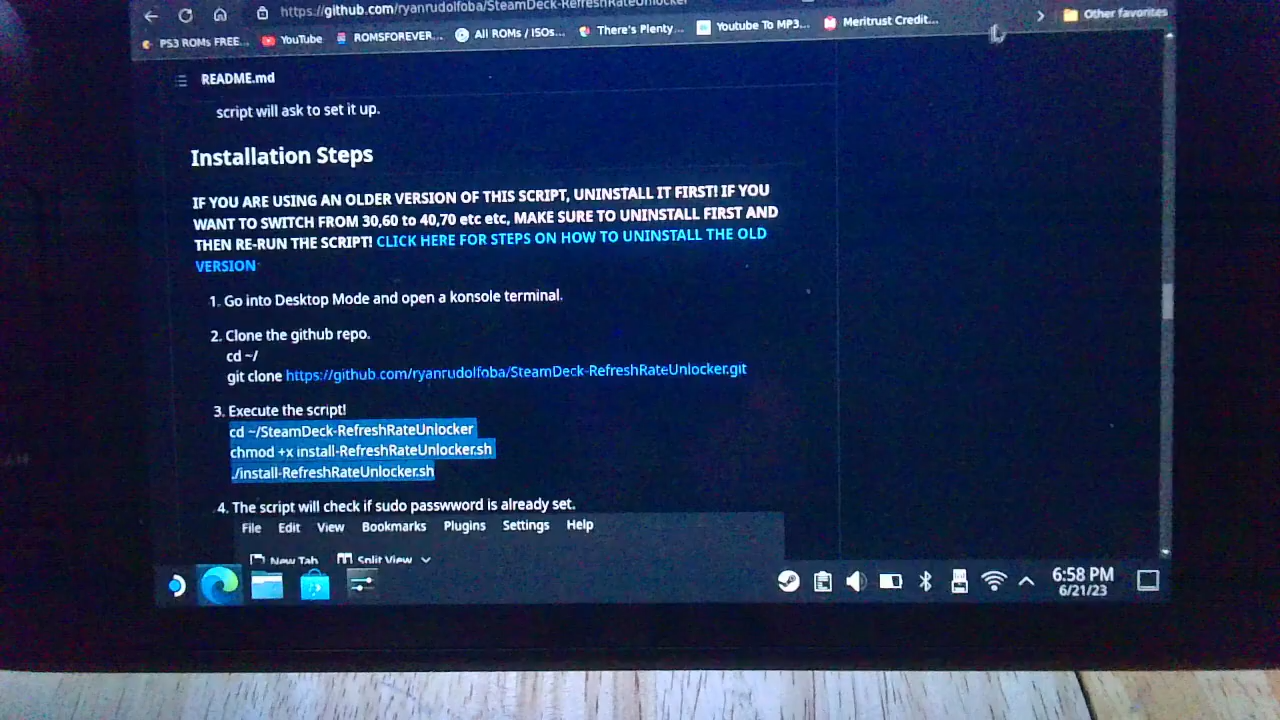 https://github.com/ryanrudolfoba/SteamDeck-RefreshRateUnlocker
PS3 ROMs FREE... YouTube ROMSFOREVER... All ROMs / ISOs... There's Plenty... Youtube To MP3... Meritrust Credit... Other favorites
README.md
script will ask to set it up.
Installation Steps
IF YOU ARE USING AN OLDER VERSION OF THIS SCRIPT, UNINSTALL IT FIRST! IF YOU
WANT TO SWITCH FROM 30,60 to 40,70 etc etc, MAKE SURE TO UNINSTALL FIRST AND
THEN RE-RUN THE SCRIPT! CLICK HERE FOR STEPS ON HOW TO UNINSTALL THE OLD
VERSION
1. Go into Desktop Mode and open a konsole terminal.
2. Clone the github repo.
cd ~/
git clone https://github.com/ryanrudolfoba/SteamDeck-RefreshRateUnlocker.git
3. Execute the script!
cd ~/SteamDeck-RefreshRateUnlocker
chmod +x install-RefreshRateUnlocker.sh
./install-RefreshRateUnlocker.sh
4. The script will check if sudo passwword is already set.
File Edit View Bookmarks Plugins Settings Help
New Tab Split View
6:58 PM
6/21/23